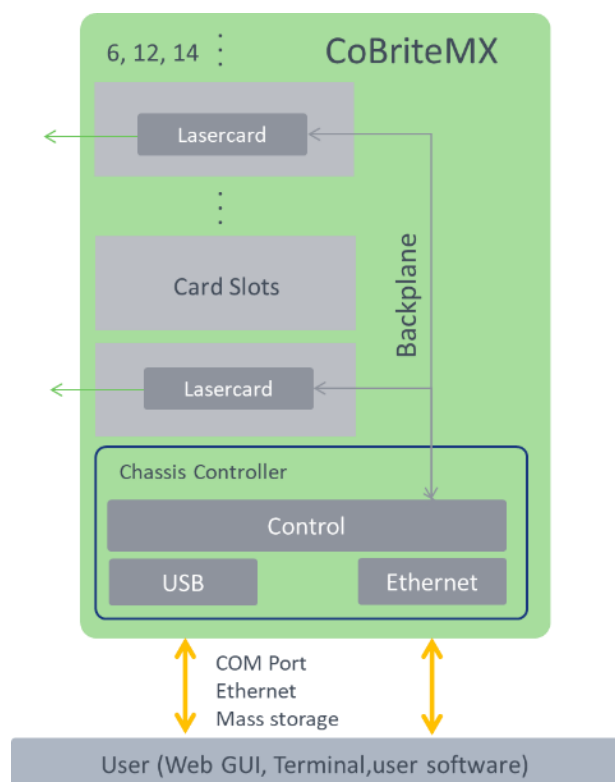 6, 12, 14
CoBriteMX
Lasercard
Card Slots
Backplane
Lasercard
Chassis Controller
Control
USB
Ethernet
COM Port
Ethernet
Mass storage
User (Web GUI, Terminal,user software)